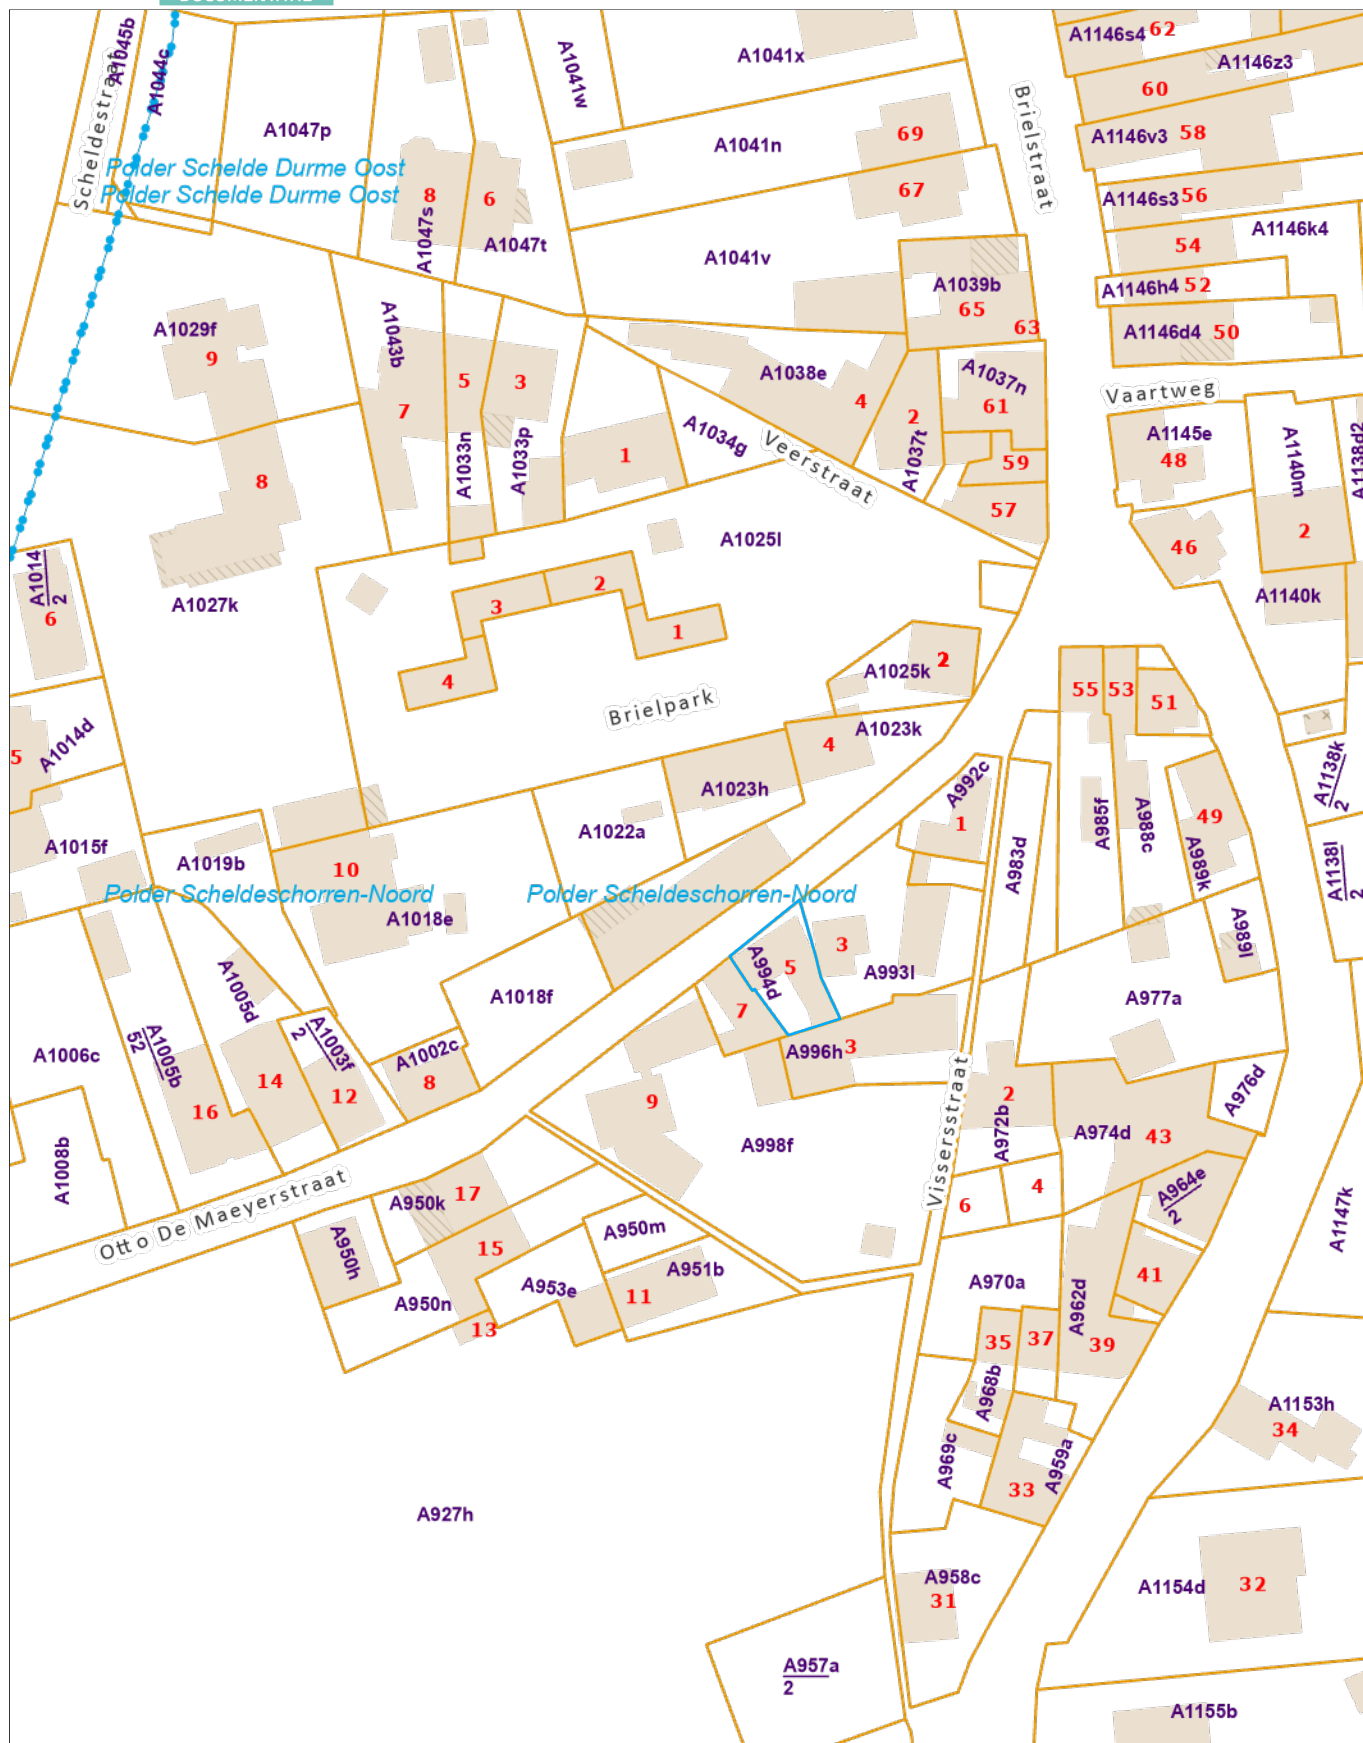 A1045b
A1044c
Scheldestraat
A1047p
Polder Schelde Durme Oost
Polder Schelde Durme Oost
8
A1047s
6
A1047t
A1041w
A1041x
A1041n
69
67
A1041v
Brielstraat
A1146s4
62
A1146z3
60
A1146v3
58
A1146s3
56
A1146k4
54
A1146h4
52
A1146d4
50
A1039b
65
63
A1029f
9
A1043b
7
5
3
A1033n
A1033p
1
A1034g
Veerstraat
A1038e
4
2
A1037t
A1037n
61
59
57
Vaartweg
A1145e
48
A1140m
A1138d2
2
46
A1140k
8
A1027k
A1014
2
6
A1025l
3
2
1
4
Brielpark
A1025k
2
A1023k
4
A1023h
A1022a
5
A1014d
A1015f
A1019b
10
A1018e
Polder Scheldeschorren-Noord
Polder Scheldeschorren-Noord
A992c
1
A983d
55
53
51
A985f
A988c
49
A989k
A989l
A1138k
2
A1138l
2
A994d
5
3
A993l
7
A996h
3
A977a
A976d
A1018f
A1005d
A1006c
A1005b
52
A1003f
2
A1002c
8
14
12
16
A1008b
Otto De Maeyerstraat
9
A998f
Vissersstraat
2
A972b
A974d
43
A964e
2
6
4
A1147k
A950k
17
15
A950h
A950n
13
A950m
A951b
A953e
11
A970a
A962d
41
35
37
39
A968b
A969c
A959a
33
A1153h
34
A927h
A958c
31
A1154d
32
A957a
2
A1155b